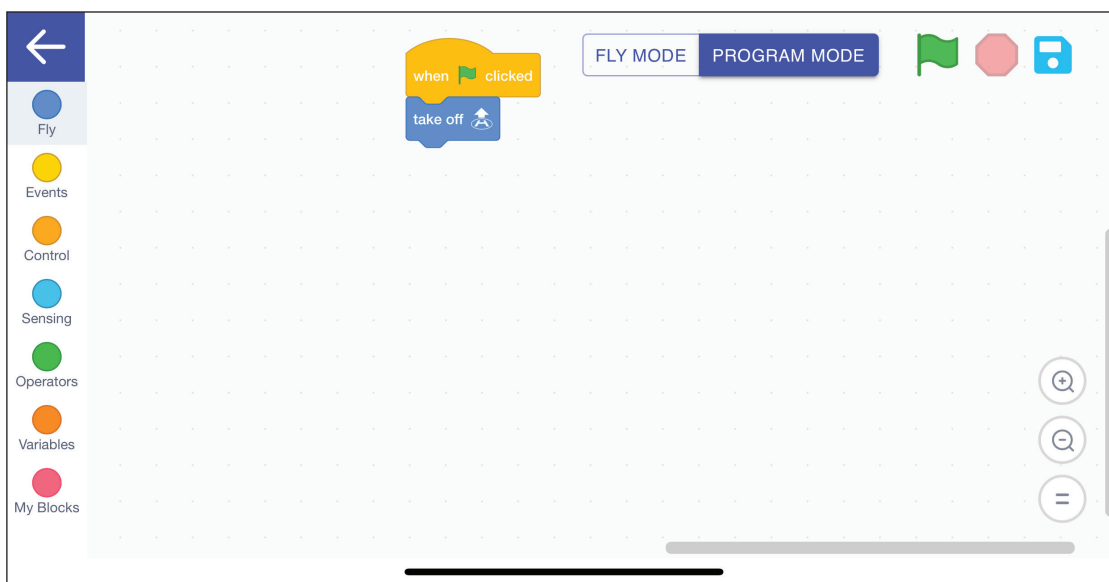 when clicked
take off
FLY MODE
PROGRAM MODE
Fly
Events
Control
Sensing
Operators
Variables
My Blocks